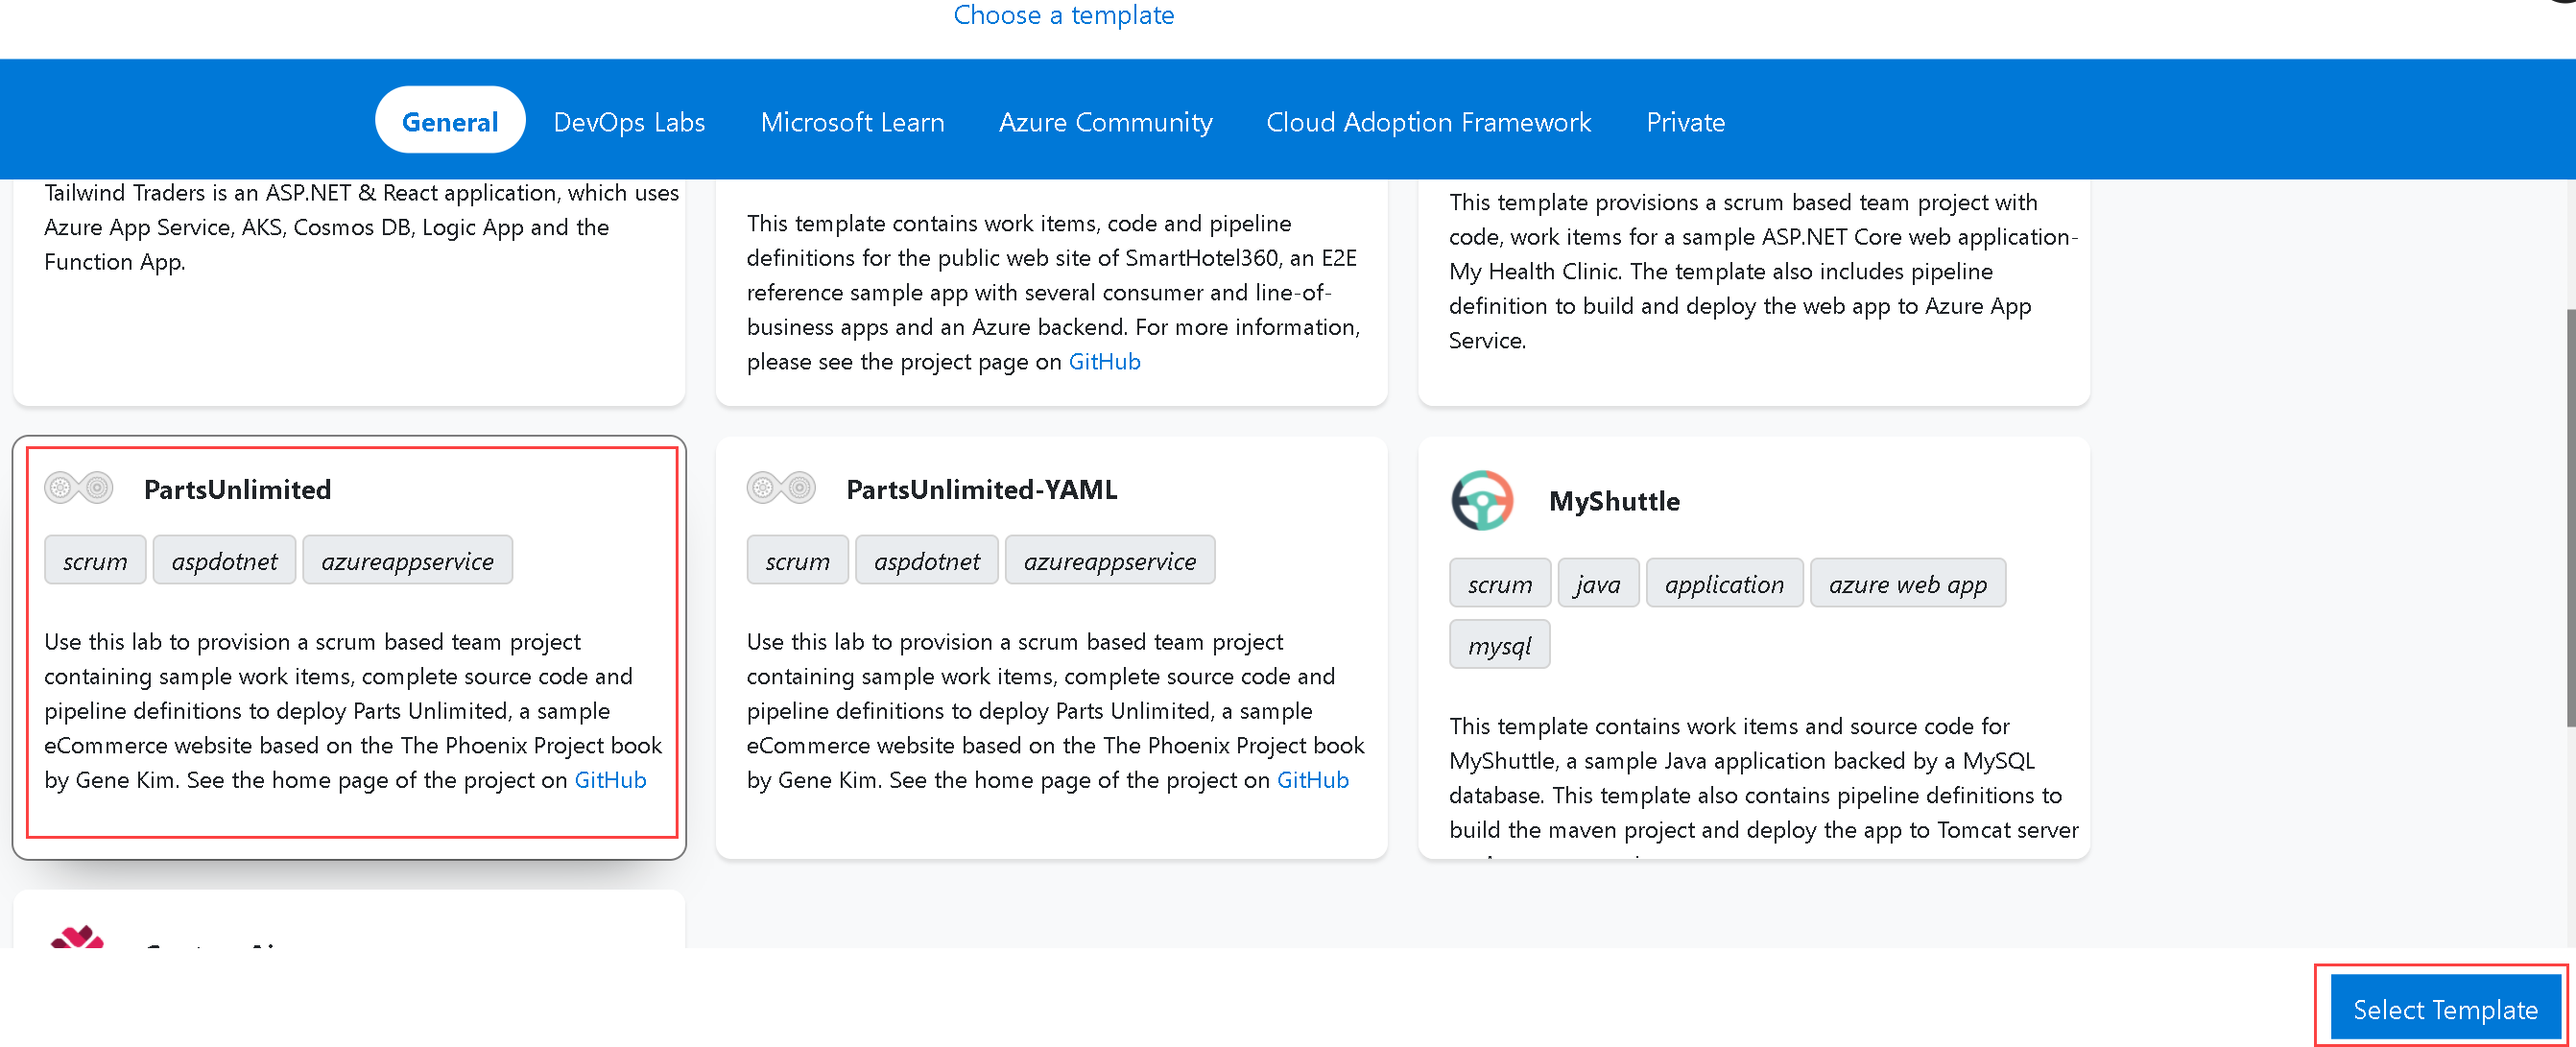 Choose a template
General
DevOps Labs
Microsoft Learn
Azure Community
Cloud Adoption Framework
Private
Tailwind Traders is an ASP.NET & React application, which uses
Azure App Service, AKS, Cosmos DB, Logic App and the
Function App.
This template contains work items, code and pipeline
definitions for the public web site of SmartHotel360, an E2E
reference sample app with several consumer and line-of-
business apps and an Azure backend. For more information,
please see the project page on GitHub
This template provisions a scrum based team project with
code, work items for a sample ASP.NET Core web application-
My Health Clinic. The template also includes pipeline
definition to build and deploy the web app to Azure App
Service.
PartsUnlimited
scrum
aspdotnet
azureappservice
Use this lab to provision a scrum based team project
containing sample work items, complete source code and
pipeline definitions to deploy Parts Unlimited, a sample
eCommerce website based on the The Phoenix Project book
by Gene Kim. See the home page of the project on GitHub
PartsUnlimited-YAML
scrum
aspdotnet
azureappservice
Use this lab to provision a scrum based team project
containing sample work items, complete source code and
pipeline definitions to deploy Parts Unlimited, a sample
eCommerce website based on the The Phoenix Project book
by Gene Kim. See the home page of the project on GitHub
MyShuttle
scrum
java
application
azure web app
mysql
This template contains work items and source code for
MyShuttle, a sample Java application backed by a MySQL
database. This template also contains pipeline definitions to
build the maven project and deploy the app to Tomcat server
Select Template